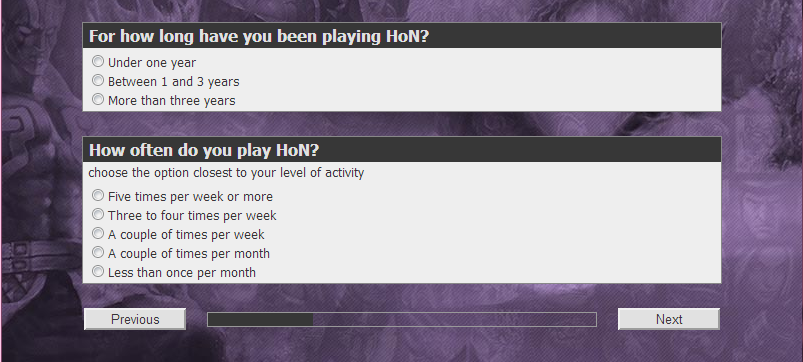 For how long have you been playing HoN?
Under one year
Between 1 and 3 years
More than three years
How often do you play HoN?
choose the option closest to your level of activity
Five times per week or more
Three to four times per week
A couple of times per week
A couple of times per month
Less than once per month
Previous
Next